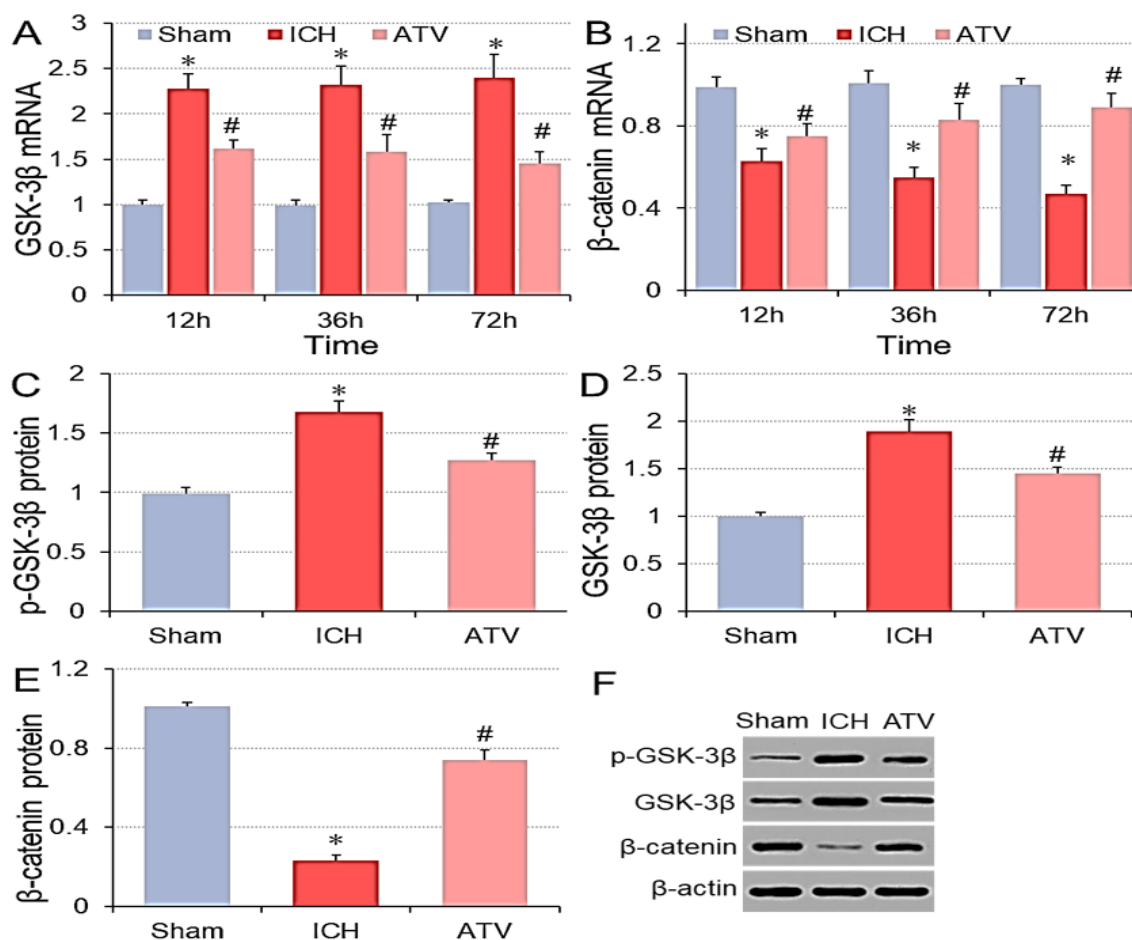 A
Sham ICH ATV
GSK-3β mRNA
3
2.5
2
1.5
1
0.5
0
* * *
# # #
12h 36h 72h
Time
B
Sham ICH ATV
β-catenin mRNA
1.2
0.8
0.4
0
* * *
# # #
12h 36h 72h
Time
C
p-GSK-3β protein
2
1.5
1
0.5
0
*
#
Sham ICH ATV
D
GSK-3β protein
2.5
2
1.5
1
0.5
0
*
#
Sham ICH ATV
E
β-catenin protein
1.2
0.8
0.4
0
*
#
Sham ICH ATV
F
Sham ICH ATV
p-GSK-3β
GSK-3β
β-catenin
β-actin